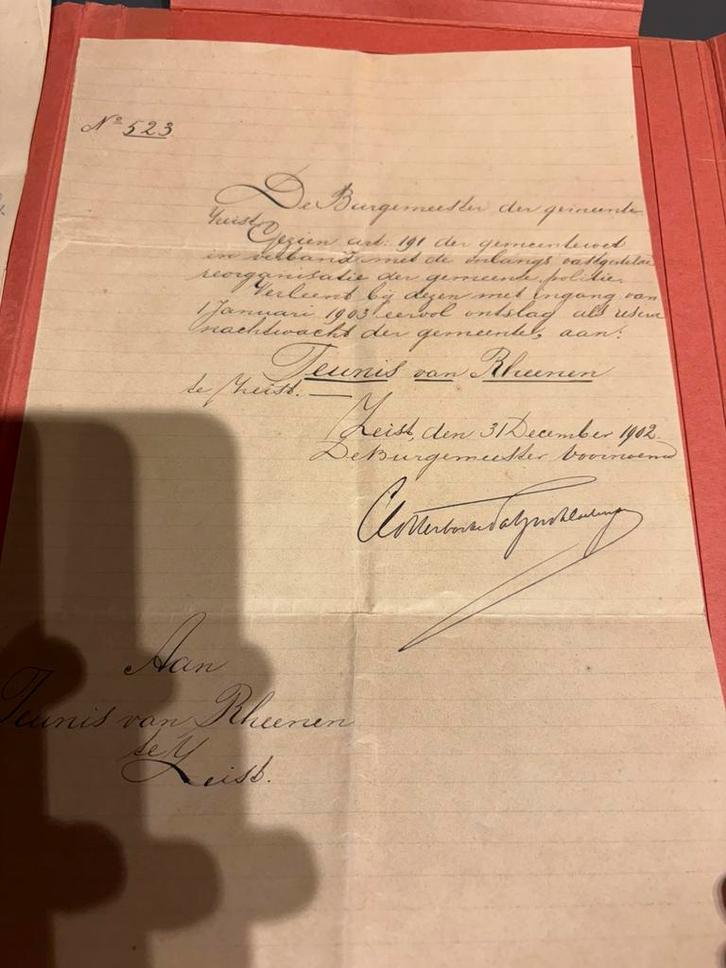 No 523
De Burgemeester der gemeente
Zeist.
Gezien art: 191 der gemeentewet
in verband met de onlangs vastgestelde
reorganisatie der gemeente politie.
Verleent bij dezen met ingang van
1 Januari 1903 eervol ontslag als reserve
nachtwacht der gemeente, aan:
Teunis van Rheenen
te Zeist.
Zeist, den 31 December 1902.
De Burgemeester voornoemd
Aan
Teunis van Rheenen
te
Zeist.